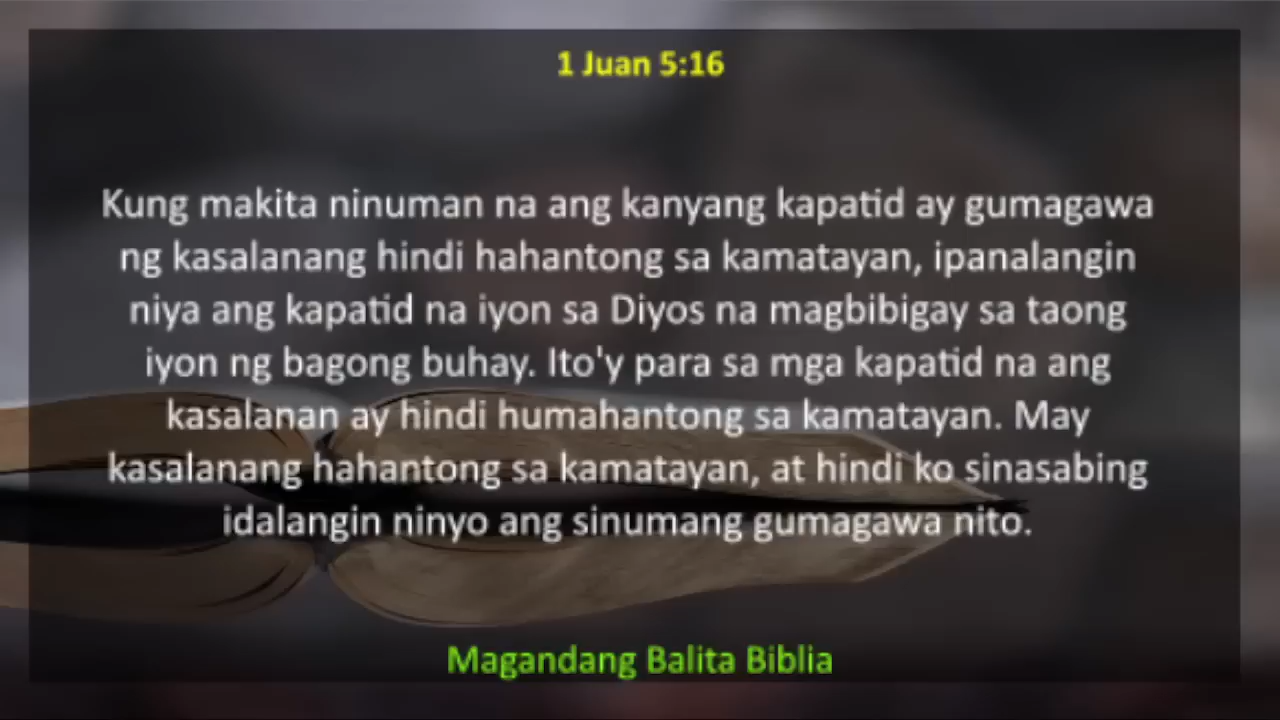 1 Juan 5:16
Kung makita ninuman na ang kanyang kapatid ay gumagawa
ng kasalanang hindi hahantong sa kamatayan, ipanalangin
niya ang kapatid na iyon sa Diyos na magbibigay sa taong
iyon ng bagong buhay. Ito'y para sa mga kapatid na ang
kasalanan ay hindi humahantong sa kamatayan. May
kasalanang hahantong sa kamatayan, at hindi ko sinasabing
idalangin ninyo ang sinumang gumagawa nito.
Magandang Balita Biblia